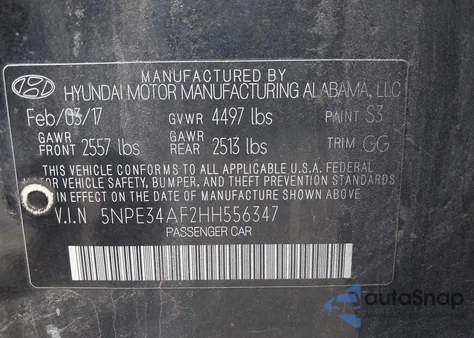 MANUFACTURED BY
HYUNDAI MOTOR MANUFACTURING ALABAMA, LLC
Feb/03/17 GVWR 4497 lbs PAINT S3
GAWR FRONT 2557 lbs GAWR REAR 2513 lbs TRIM GG
THIS VEHICLE CONFORMS TO ALL APPLICABLE U.S.A. FEDERAL
MOTOR VEHICLE SAFETY, BUMPER, AND THEFT PREVENTION STANDARDS
IN EFFECT ON THE DATE OF MANUFACTURE SHOWN ABOVE.
V.I.N 5NPE34AF2HH556347
PASSENGER CAR
autoSnap